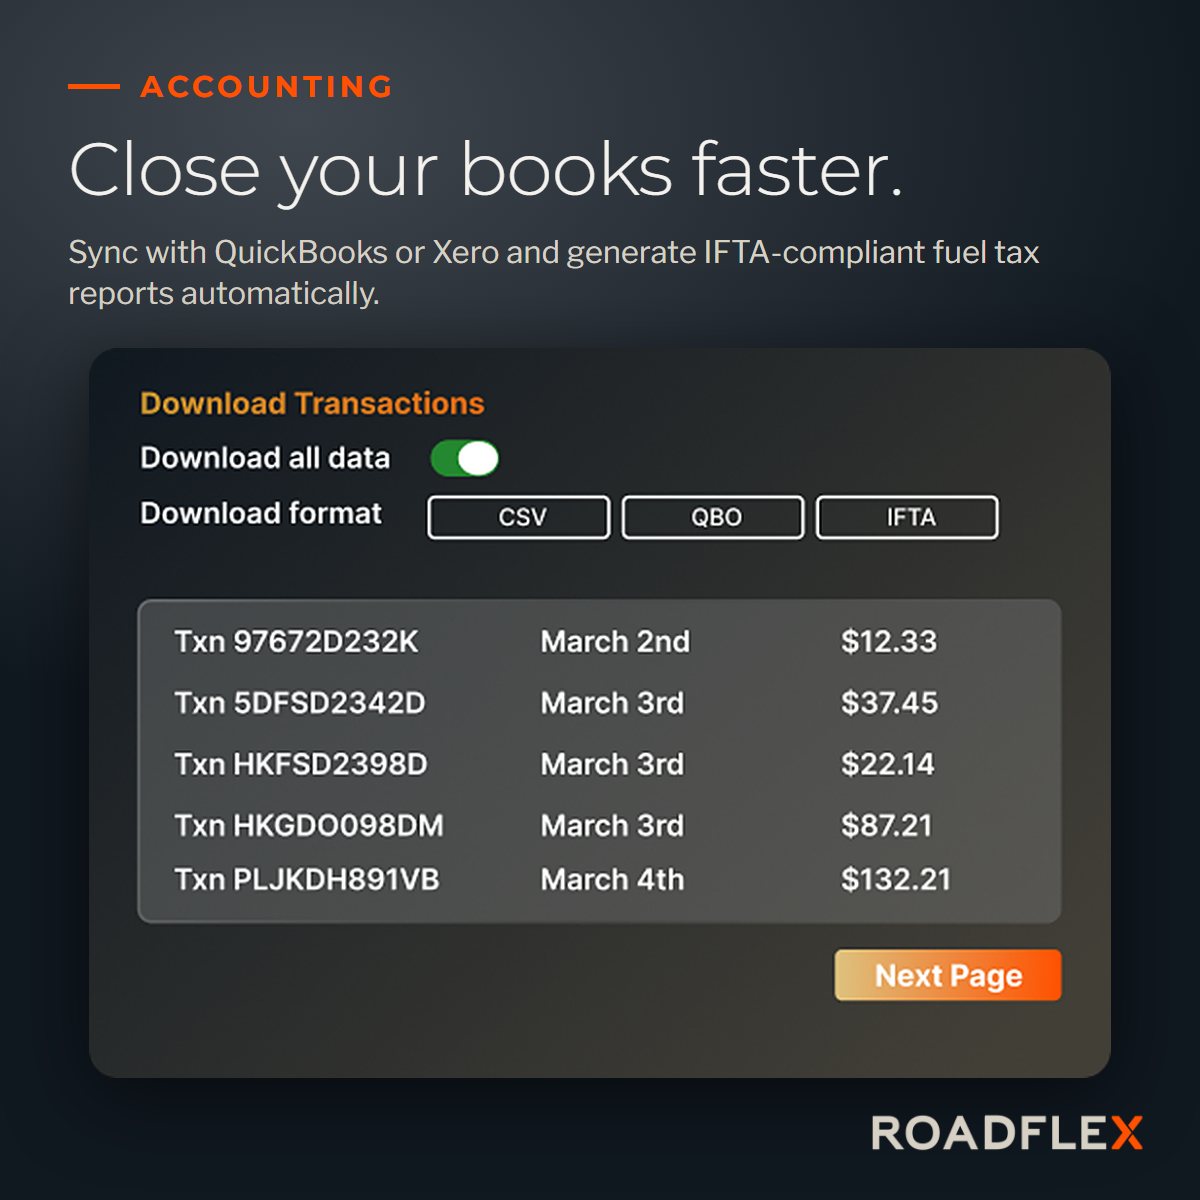 ACCOUNTING
Close your books faster.
Sync with QuickBooks or Xero and generate IFTA-compliant fuel tax
reports automatically.
Download Transactions
Download all data
Download format CSV QBO IFTA
Txn 97672D232K March 2nd $12.33
Txn 5DFSD2342D March 3rd $37.45
Txn HKFSD2398D March 3rd $22.14
Txn HKGDO098DM March 3rd $87.21
Txn PLJKDH891VB March 4th $132.21
Next Page
ROADFLEX